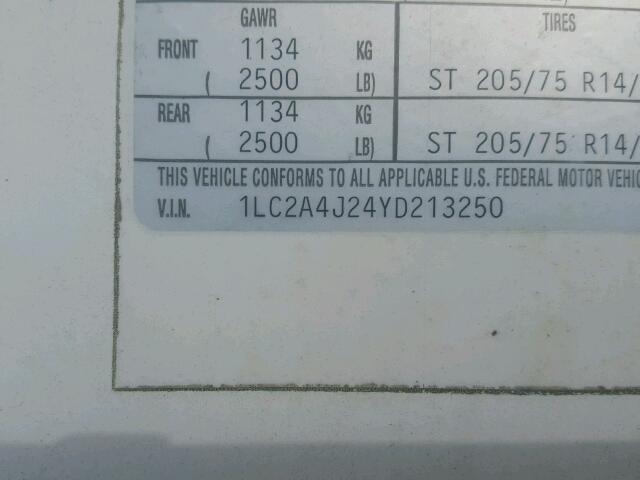 GAWR TIRES
FRONT 1134 KG
( 2500 LB) ST 205/75 R14/
REAR 1134 KG
( 2500 LB) ST 205/75 R14/
THIS VEHICLE CONFORMS TO ALL APPLICABLE U.S. FEDERAL MOTOR VEHIC
V.I.N. 1LC2A4J24YD213250